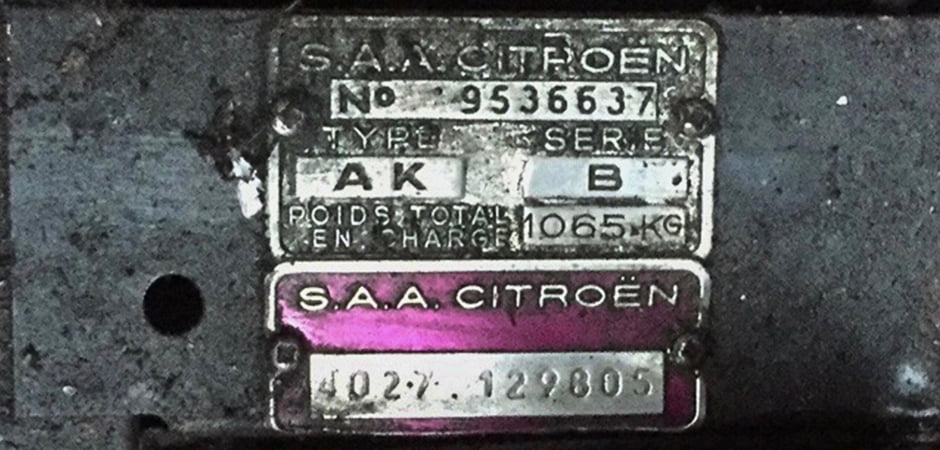 S.A.A. CITROËN
No 9536637
TYPE SERIE
AK B
POIDS TOTAL
EN CHARGE 1065 KG
S.A.A. CITROËN
4027. 129805